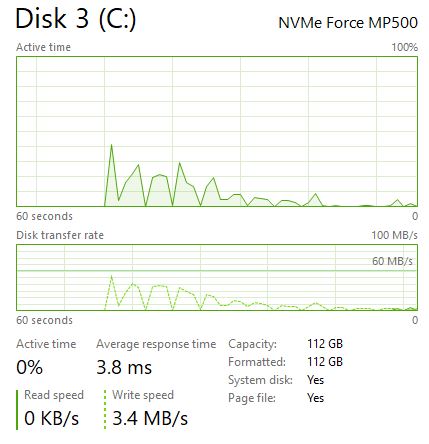 Disk 3 (C:)
NVMe Force MP500
Active time
100%
60 seconds
0
Disk transfer rate
100 MB/s
60 MB/s
60 seconds
0
Active time
0%
Average response time
3.8 ms
Read speed
0 KB/s
Write speed
3.4 MB/s
Capacity: 112 GB
Formatted: 112 GB
System disk: Yes
Page file: Yes